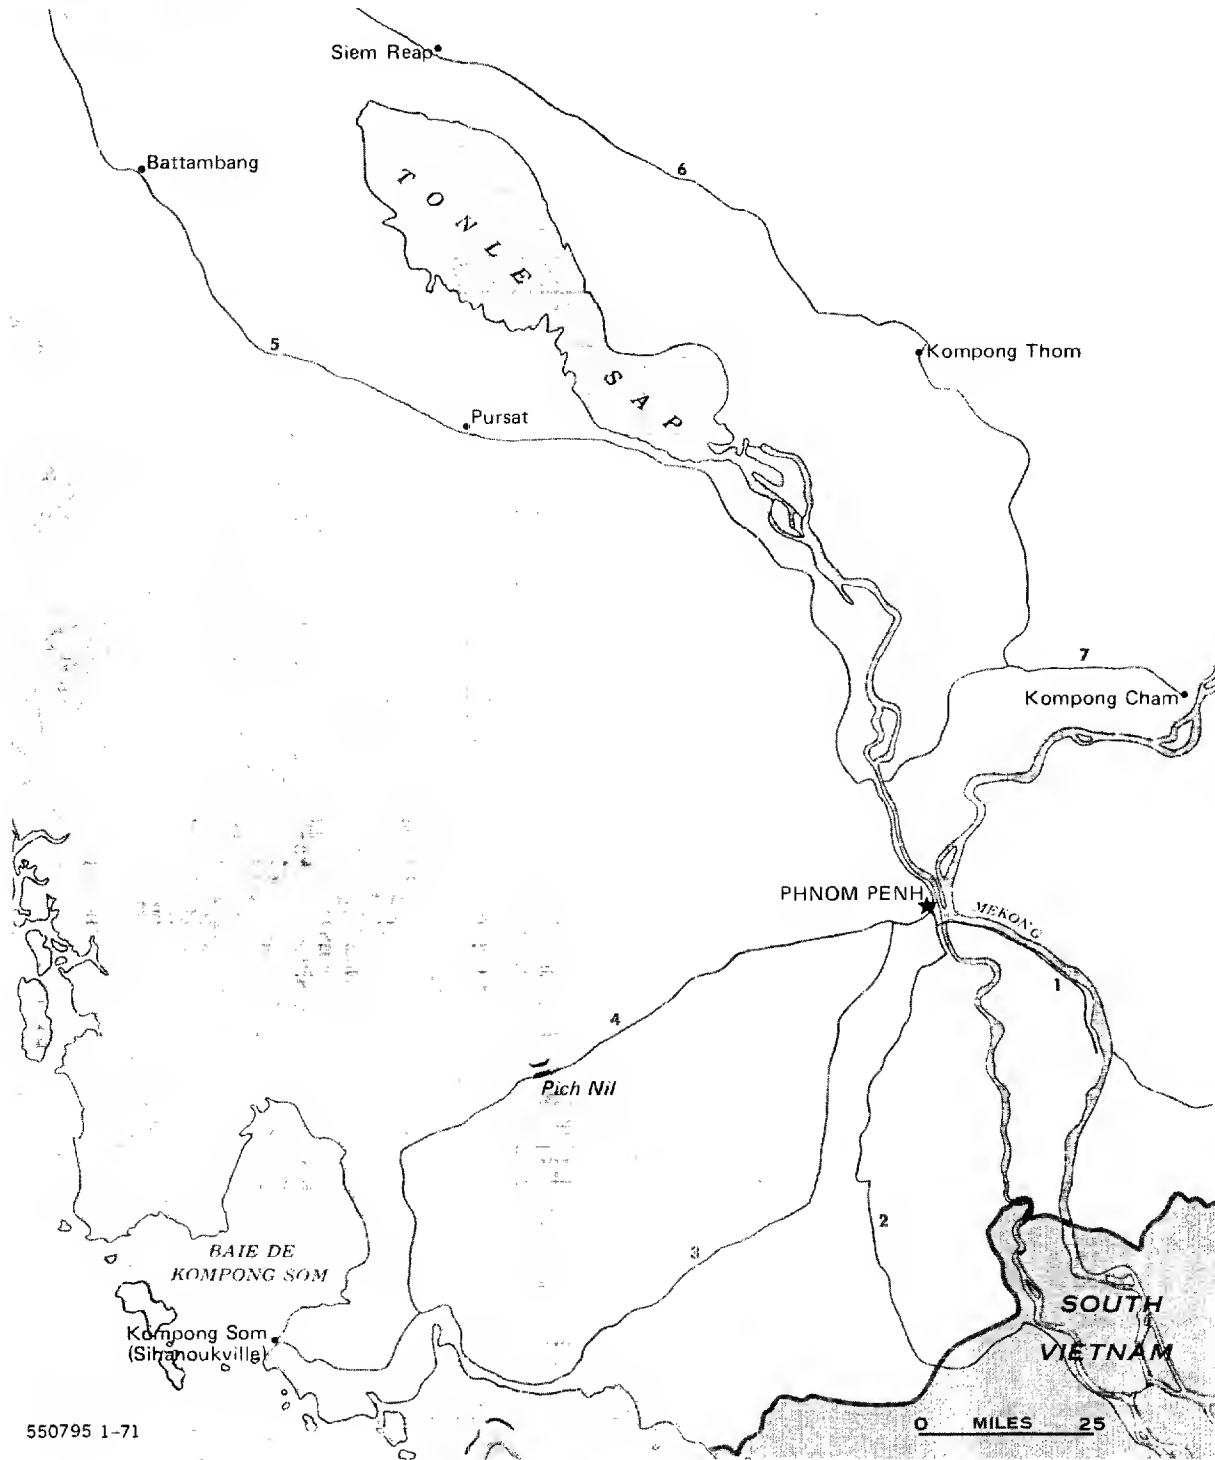 Siem Reap
Battambang
6
TONLE SAP
5
Kompong Thom
Pursat
7
Kompong Cham
PHNOM PENH
MEKONG
1
4
Pich Nil
2
3
BAIE DE
KOMPONG SOM
SOUTH
VIETNAM
Kompong Som
(Sihanoukville)
0 MILES 25
550795 1-71